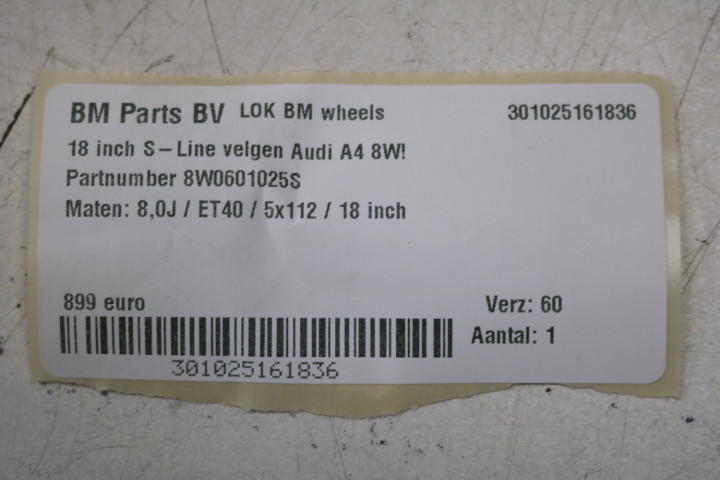 BM Parts BV LOK BM wheels 301025161836
18 inch S-Line velgen Audi A4 8W!
Partnumber 8W0601025S
Maten: 8,0J / ET40 / 5x112 / 18 inch
899 euro Verz: 60
Aantal: 1
301025161836